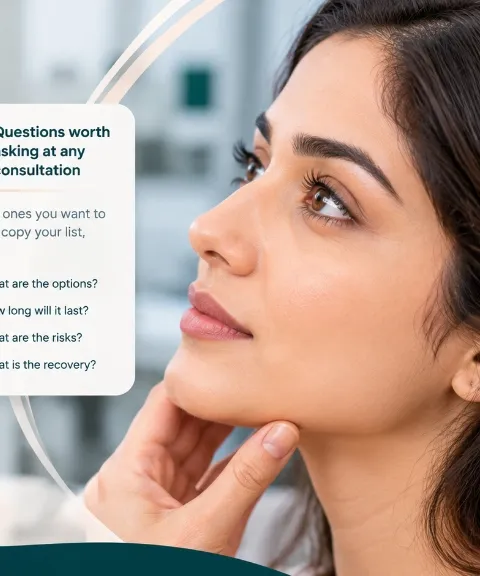 Questions worth
asking at any
consultation
ones you want to
copy your list,
at are the options?
w long will it last?
at are the risks?
at is the recovery?